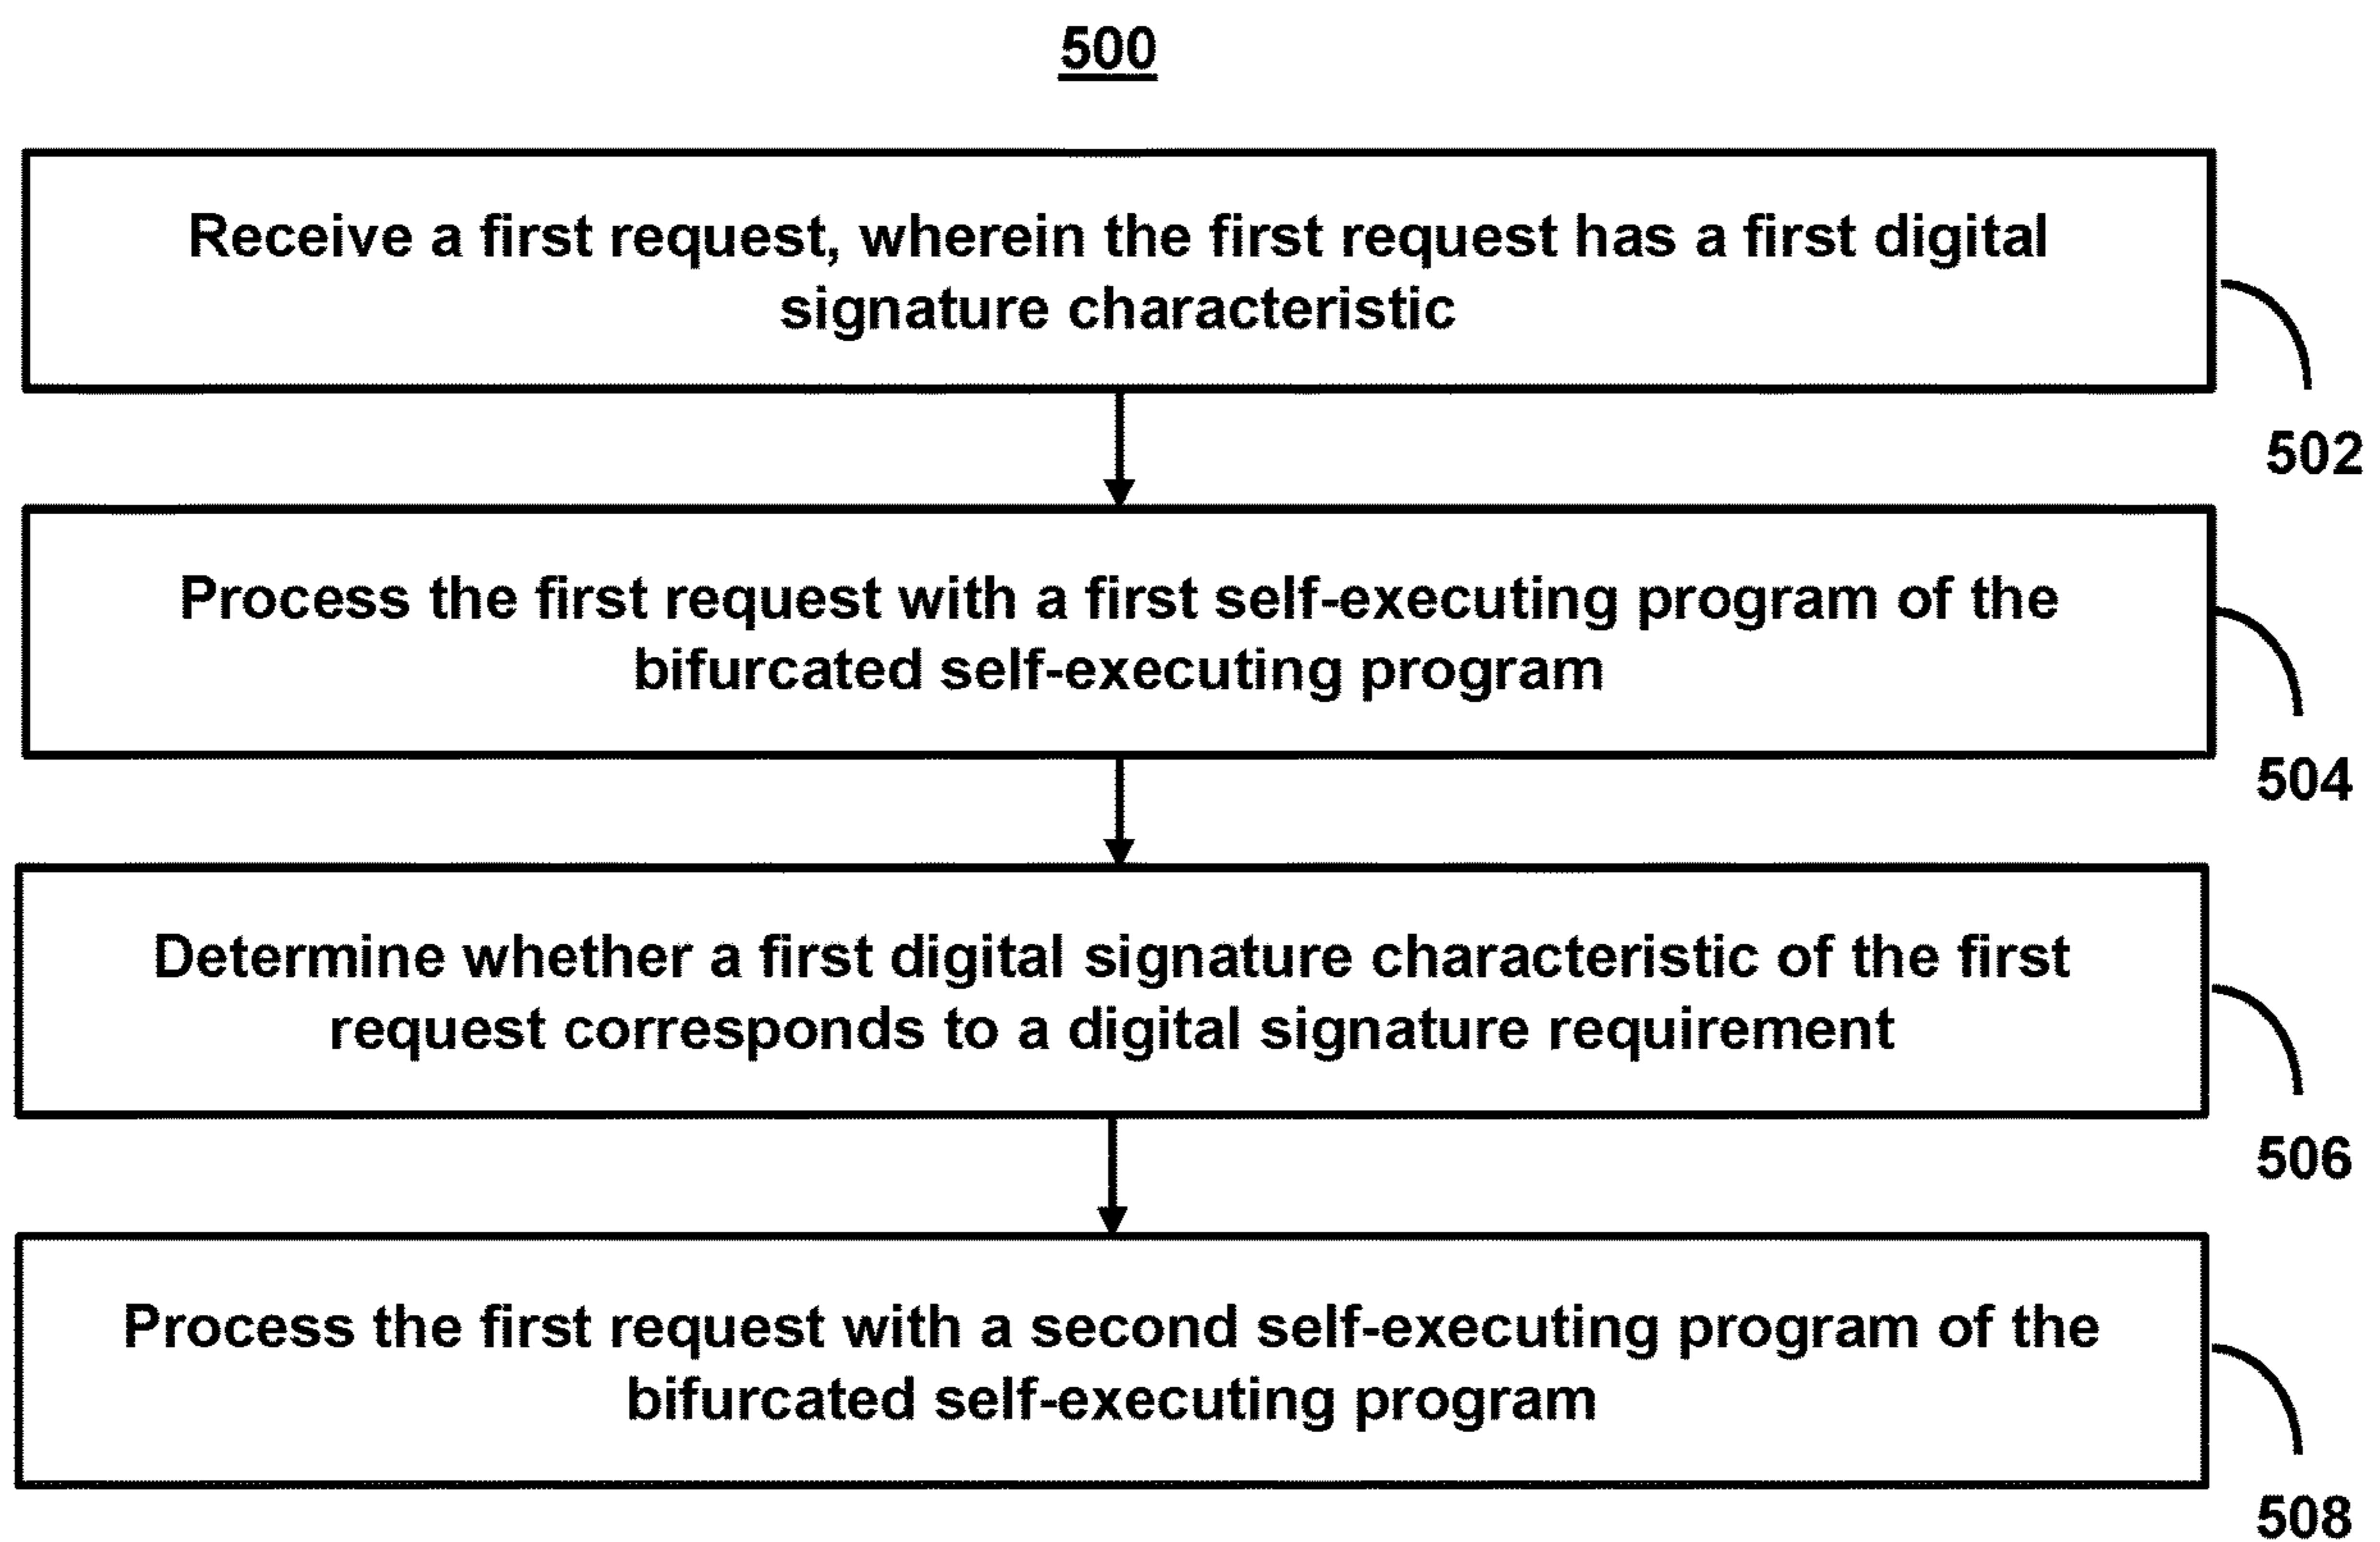 500
Receive a first request, wherein the first request has a first digital
signature characteristic
502
Process the first request with a first self-executing program of the
bifurcated self-executing program
504
Determine whether a first digital signature characteristic of the first
request corresponds to a digital signature requirement
506
Process the first request with a second self-executing program of the
bifurcated self-executing program
508